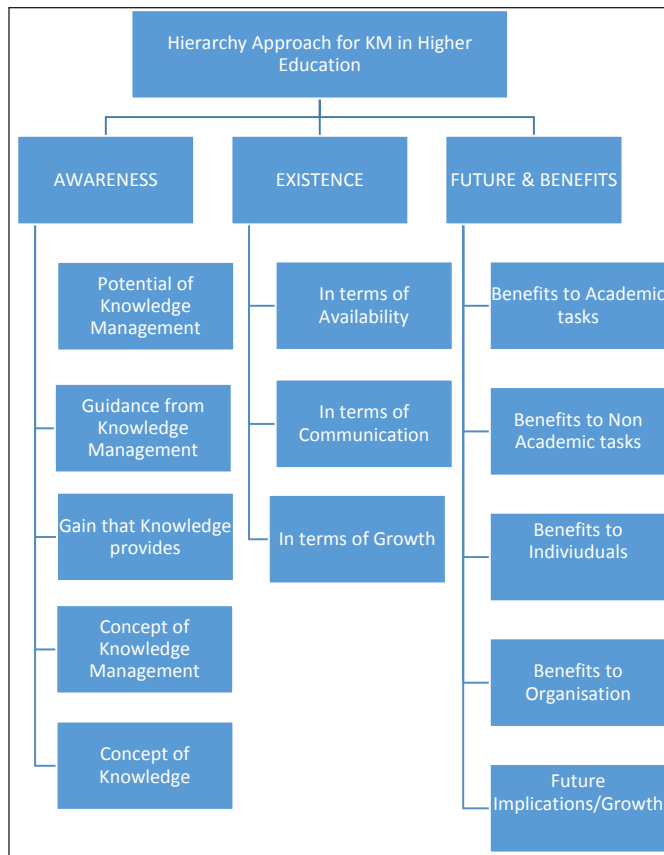 Hierarchy Approach for KM in Higher
Education
AWARENESS
Potential of
Knowledge
Management
Guidance from
Knowledge
Management
Gain that Knowledge
provides
Concept of
Knowledge
Management
Concept of
Knowledge
EXISTENCE
In terms of
Availability
In terms of
Communication
In terms of Growth
FUTURE & BENEFITS
Benefits to Academic
tasks
Benefits to Non
Academic tasks
Benefits to
Indiviuduals
Benefits to
Organisation
Future
Implications/Growth